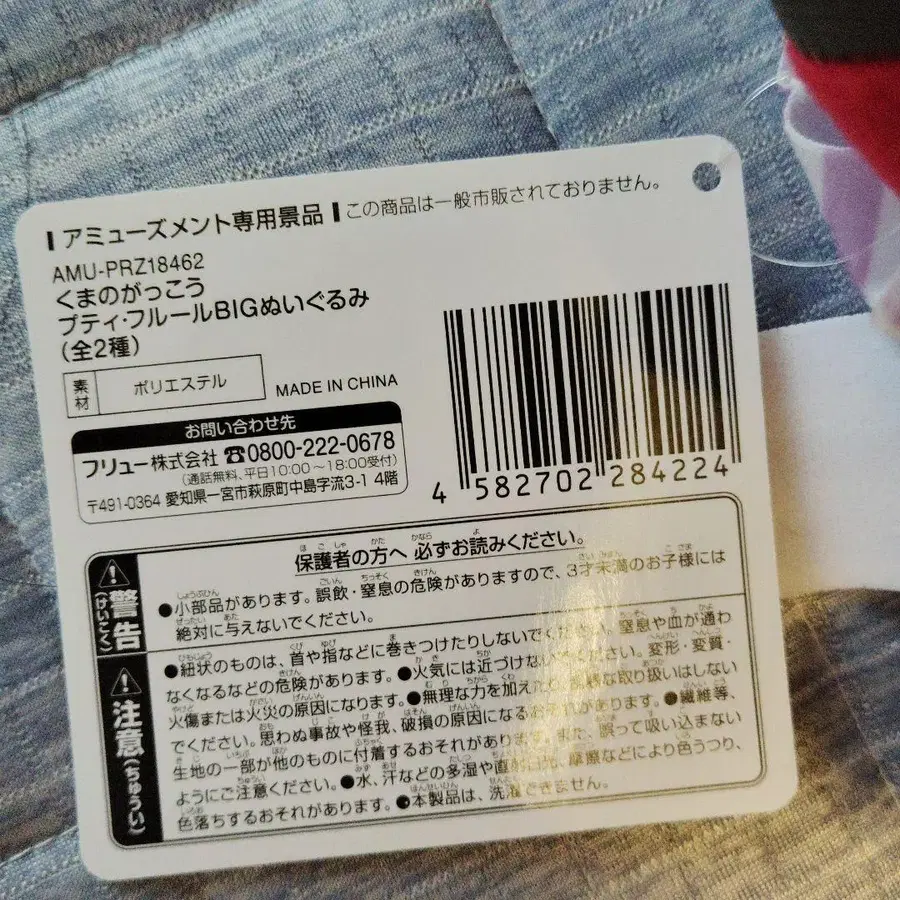 アミューズメント専用景品 この商品は一般市販されておりません。
AMU-PRZ18462
くまのがっこう
プティ・フルールBIGぬいぐるみ
(全2種)
素材 ポリエステル MADE IN CHINA
お問い合わせ先
フリュー株式会社 ☎0800-222-0678
(通話無料、平日10:00～18:00受付)
〒491-0364 愛知県一宮市萩原町中島字流3-1 4階
4 582702 284224
保護者の方へ 必ずお読みください。
警告(けいこく)
●小部品があります。誤飲・窒息の危険がありますので、3才未満のお子様には
絶対に与えないでください。
注意(ちゅうい)
●紐状のものは、首や指などに巻きつけたりしないでください。窒息や血が通わ
なくなるなどの危険があります。●火気には近づけないでください。変形・変質・
火傷または火災の原因になります。●無理な力を加えたり、な取り扱いはしない
でください。思わぬ事故や怪我、破損の原因になるおそれがあります。●繊維等、
生地の一部が他のものに付着するおそれがあります。また、誤って吸い込まない
ようにご注意ください。●水、汗などの多湿や直射日光、摩擦などにより色うつり、
色落ちするおそれがあります。●本製品は、洗濯できません。